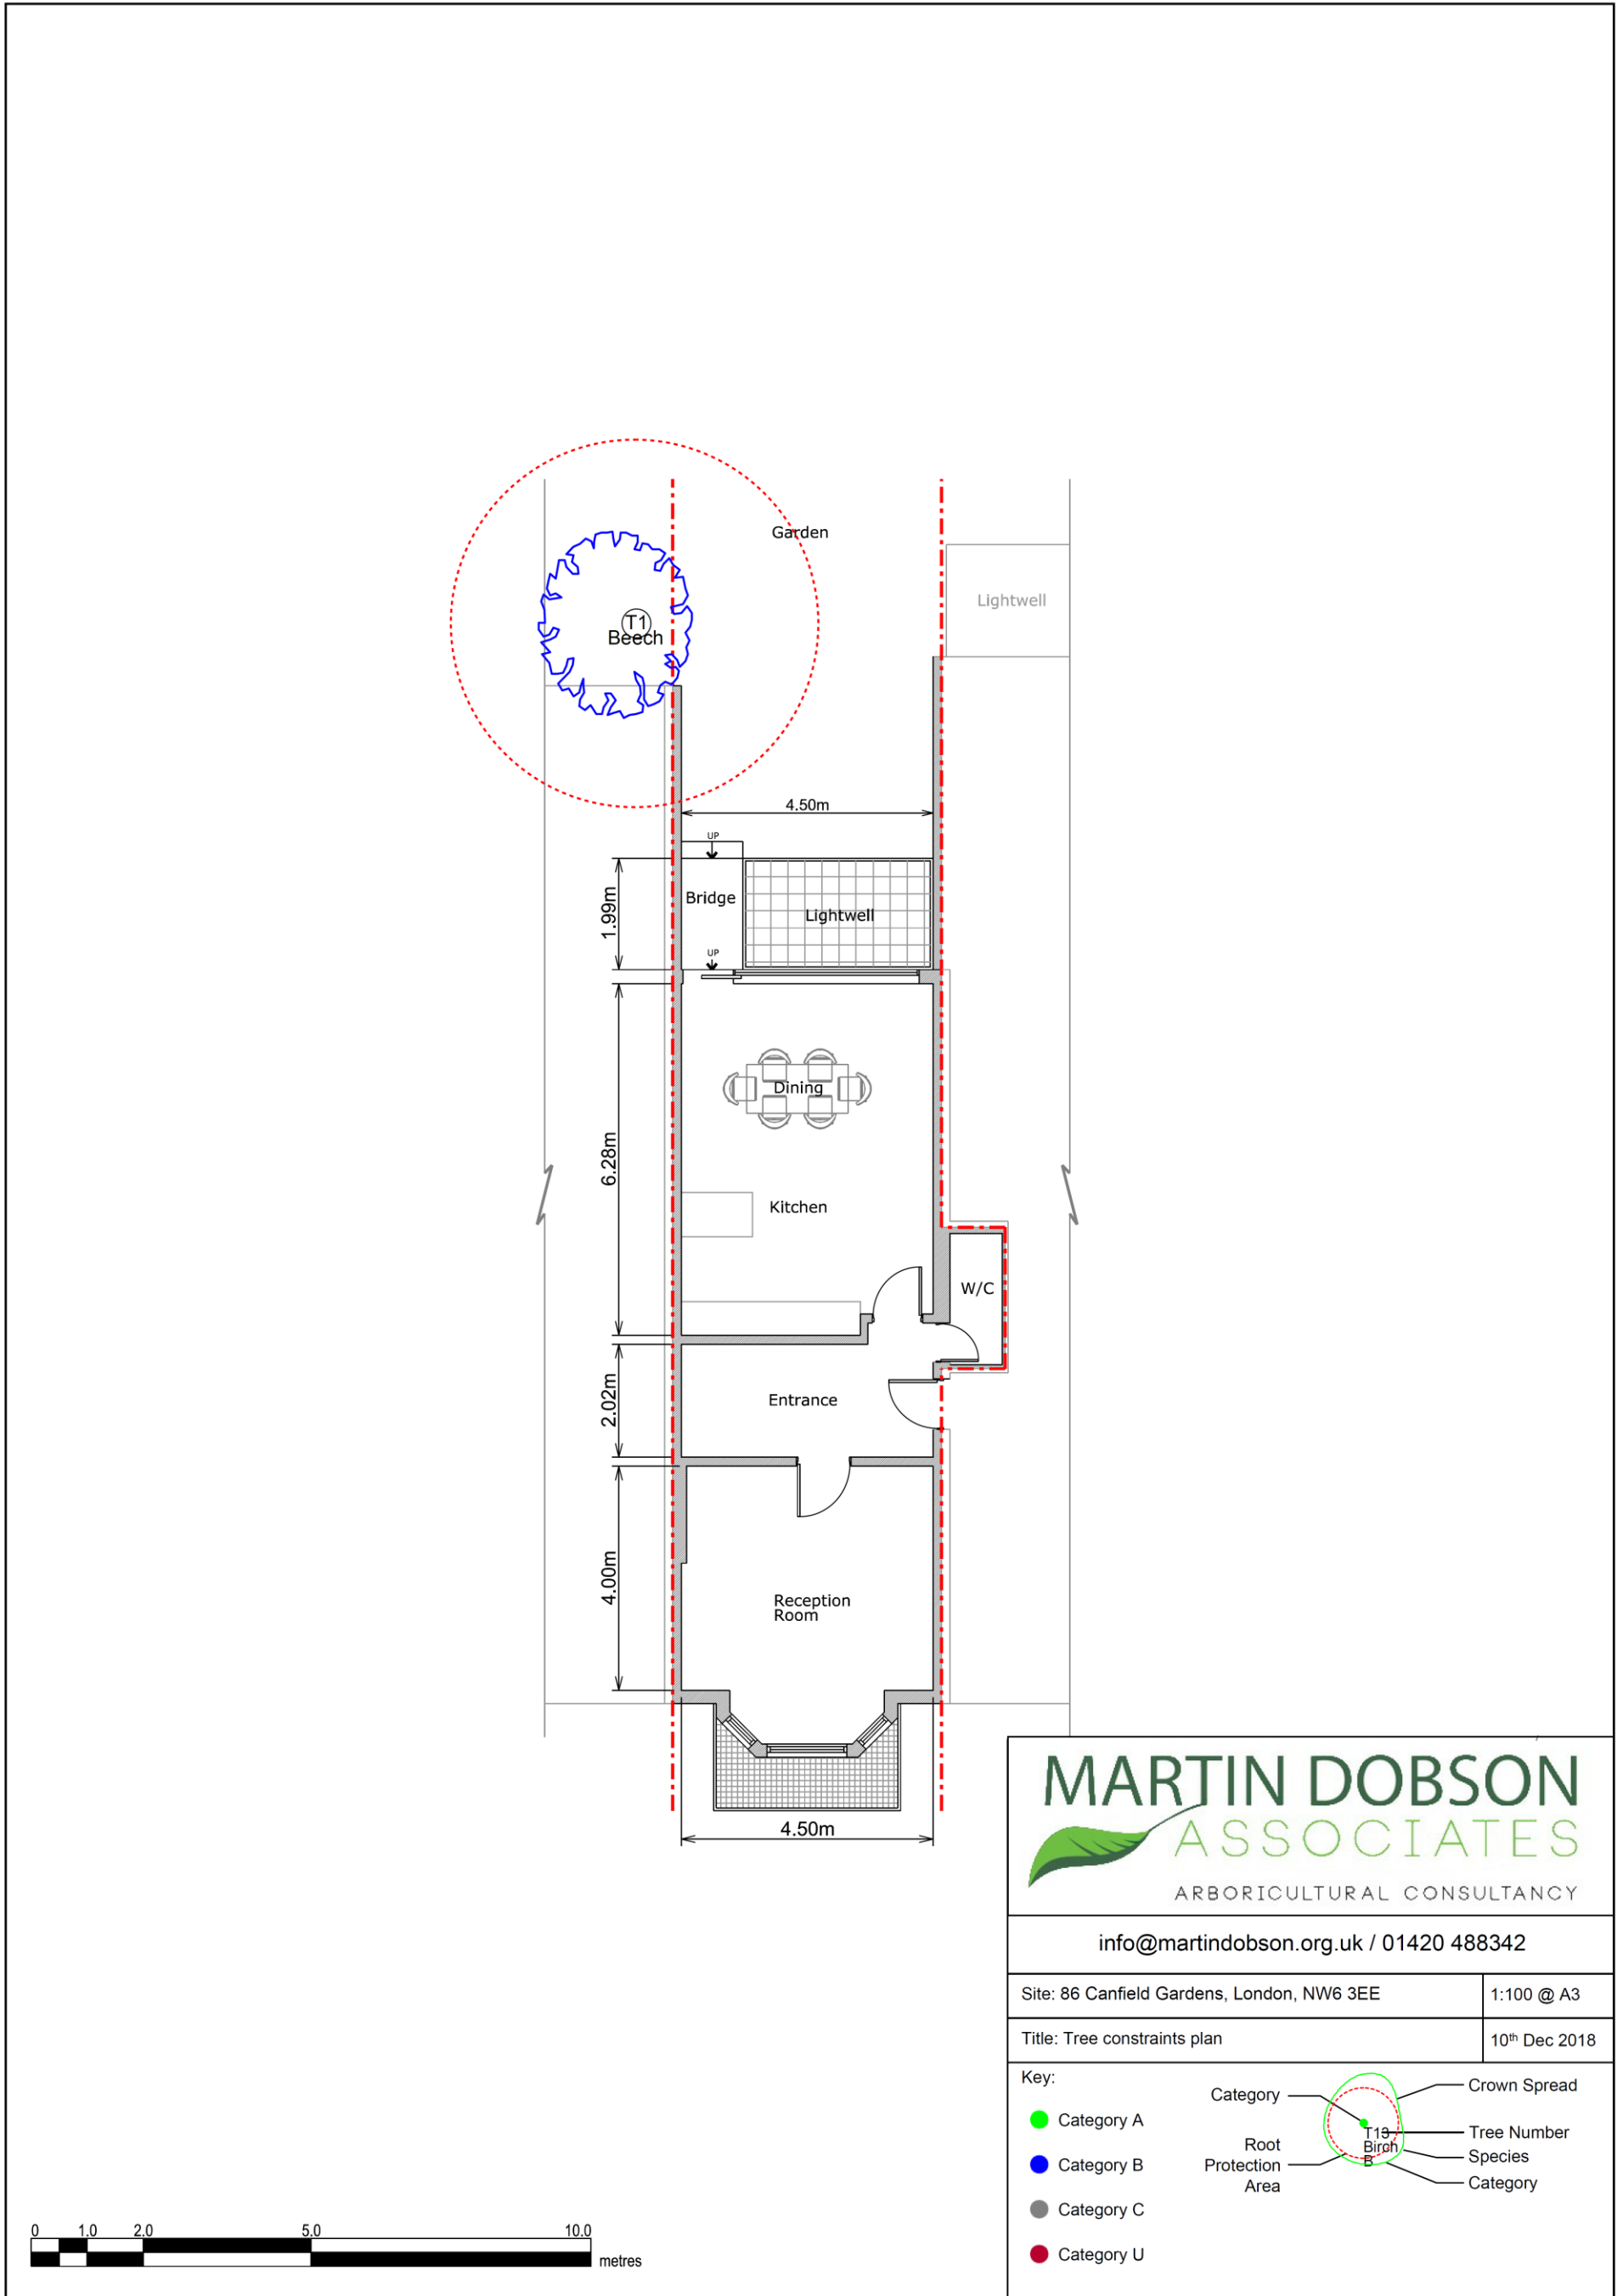 Garden
Lightwell
T1
Beech
4.50m
UP
1.99m
Bridge
Lightwell
UP
Dining
6.28m
Kitchen
W/C
2.02m
Entrance
4.00m
Reception
Room
4.50m
MARTIN DOBSON
ASSOCIATES
ARBORICULTURAL CONSULTANCY
info@martindobson.org.uk / 01420 488342
Site: 86 Canfield Gardens, London, NW6 3EE
1:100 @ A3
Title: Tree constraints plan
10th Dec 2018
Key:
Category A
Category B
Category C
Category U
Category
Root
Protection
Area
T13
Birch
B
Crown Spread
Tree Number
Species
Category
0 1.0 2.0 5.0 10.0
metres